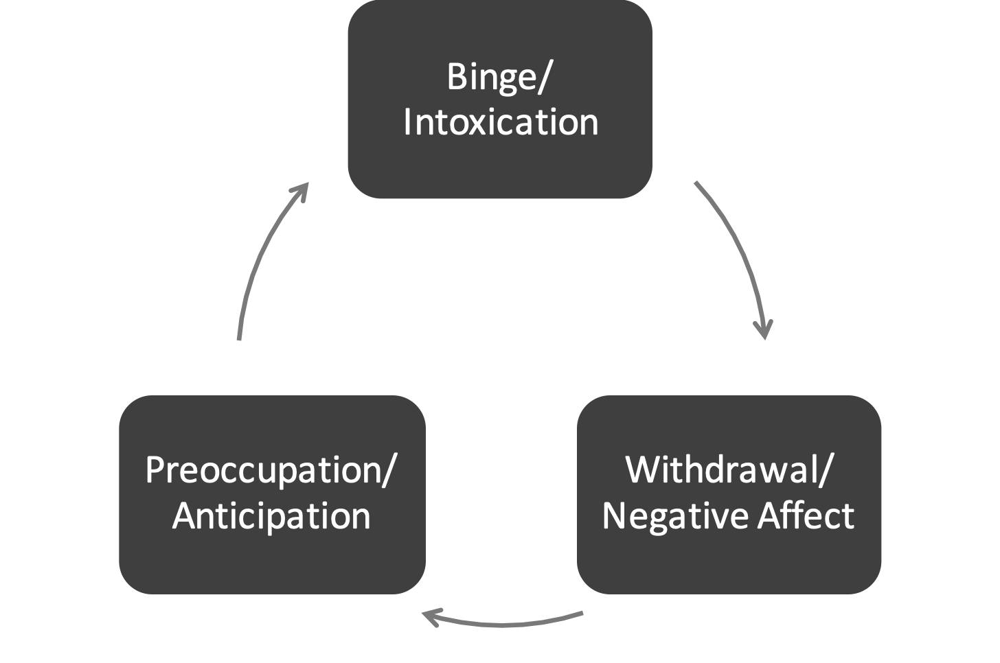 Binge/
Intoxication
Preoccupation/
Anticipation
Withdrawal/
Negative Affect